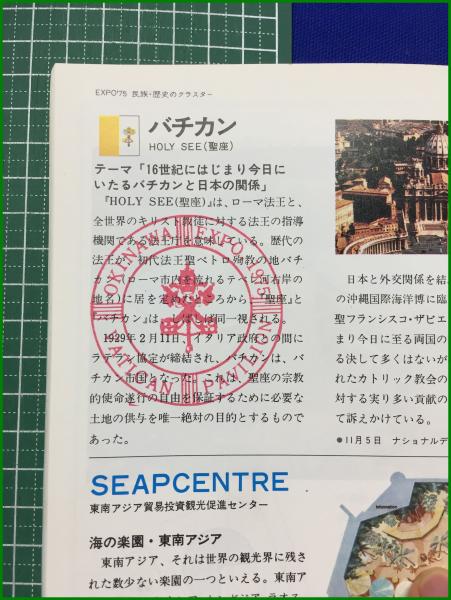 EXPO'75 民族・歴史のクラスター
バチカン
HOLY SEE(聖座)
テーマ「16世紀にはじまり今日に
いたるバチカンと日本の関係」
『HOLY SEE(聖座)』は、ローマ法王と、
全世界のキリスト教徒に対する法王の指導
機関である法王庁を意味している。歴代の
法王が、初代法王聖ペトロ殉教の地バチ
カン(ローマ市内を流れるテベレ河右岸の
地名)に居を定めたところから、『聖座』と
『バチカン』は、しばしば同一視される。
1929年2月11日、イタリア政府との間に
ラテラン協定が締結され、バチカンは、バ
チカン市国となった。これは、聖座の宗教
的使命遂行の自由を保証するために必要な
土地の供与を唯一絶対の目的とするもので
あった。
OKINAWA EXPO 1975
VATICAN PAVILION
日本と外交関係を結
の沖縄国際海洋博に臨
聖フランシスコ・ザビエ
まり今日に至る両国の
る決して多くはないが
れたカトリック教会の
対する実り多い貢献の
て訴えかけている。
●11月5日 ナショナルデ
SEAPCENTRE
東南アジア貿易投資観光促進センター
海の楽園・東南アジア
東南アジア、それは世界の観光界に残さ
れた数少ない楽園の一つといえる。東南ア
Information